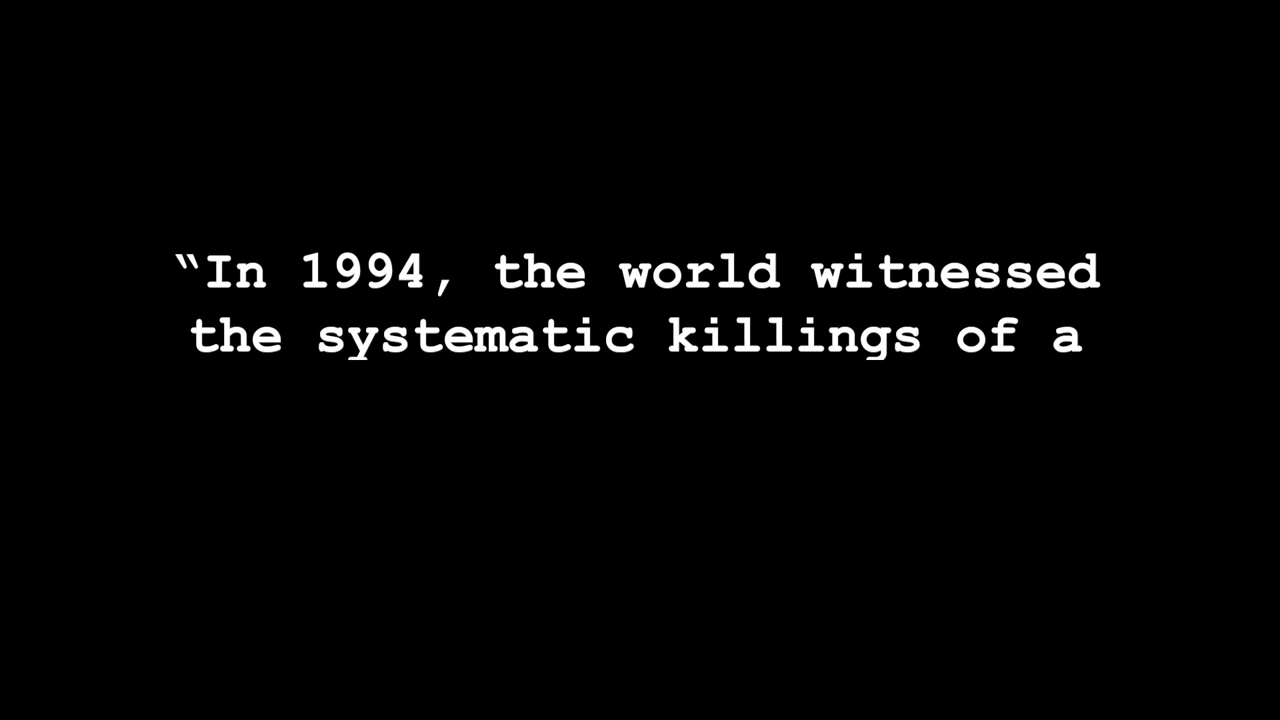 “In 1994, the world witnessed
the systematic killings of a